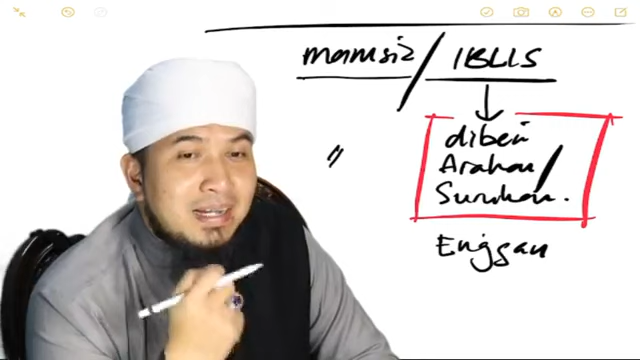 manusia / IBLIS
"
diberi
Arahan /
Suruhan.
Enggan